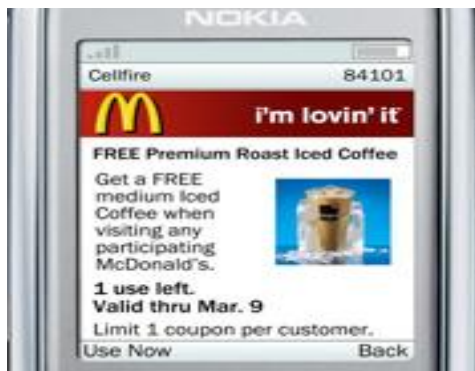 NOKIA
Cellfire 84101
i'm lovin' it
FREE Premium Roast Iced Coffee
Get a FREE
medium Iced
Coffee when
visiting any
participating
McDonald's.
1 use left.
Valid thru Mar. 9
Limit 1 coupon per customer.
Use Now Back